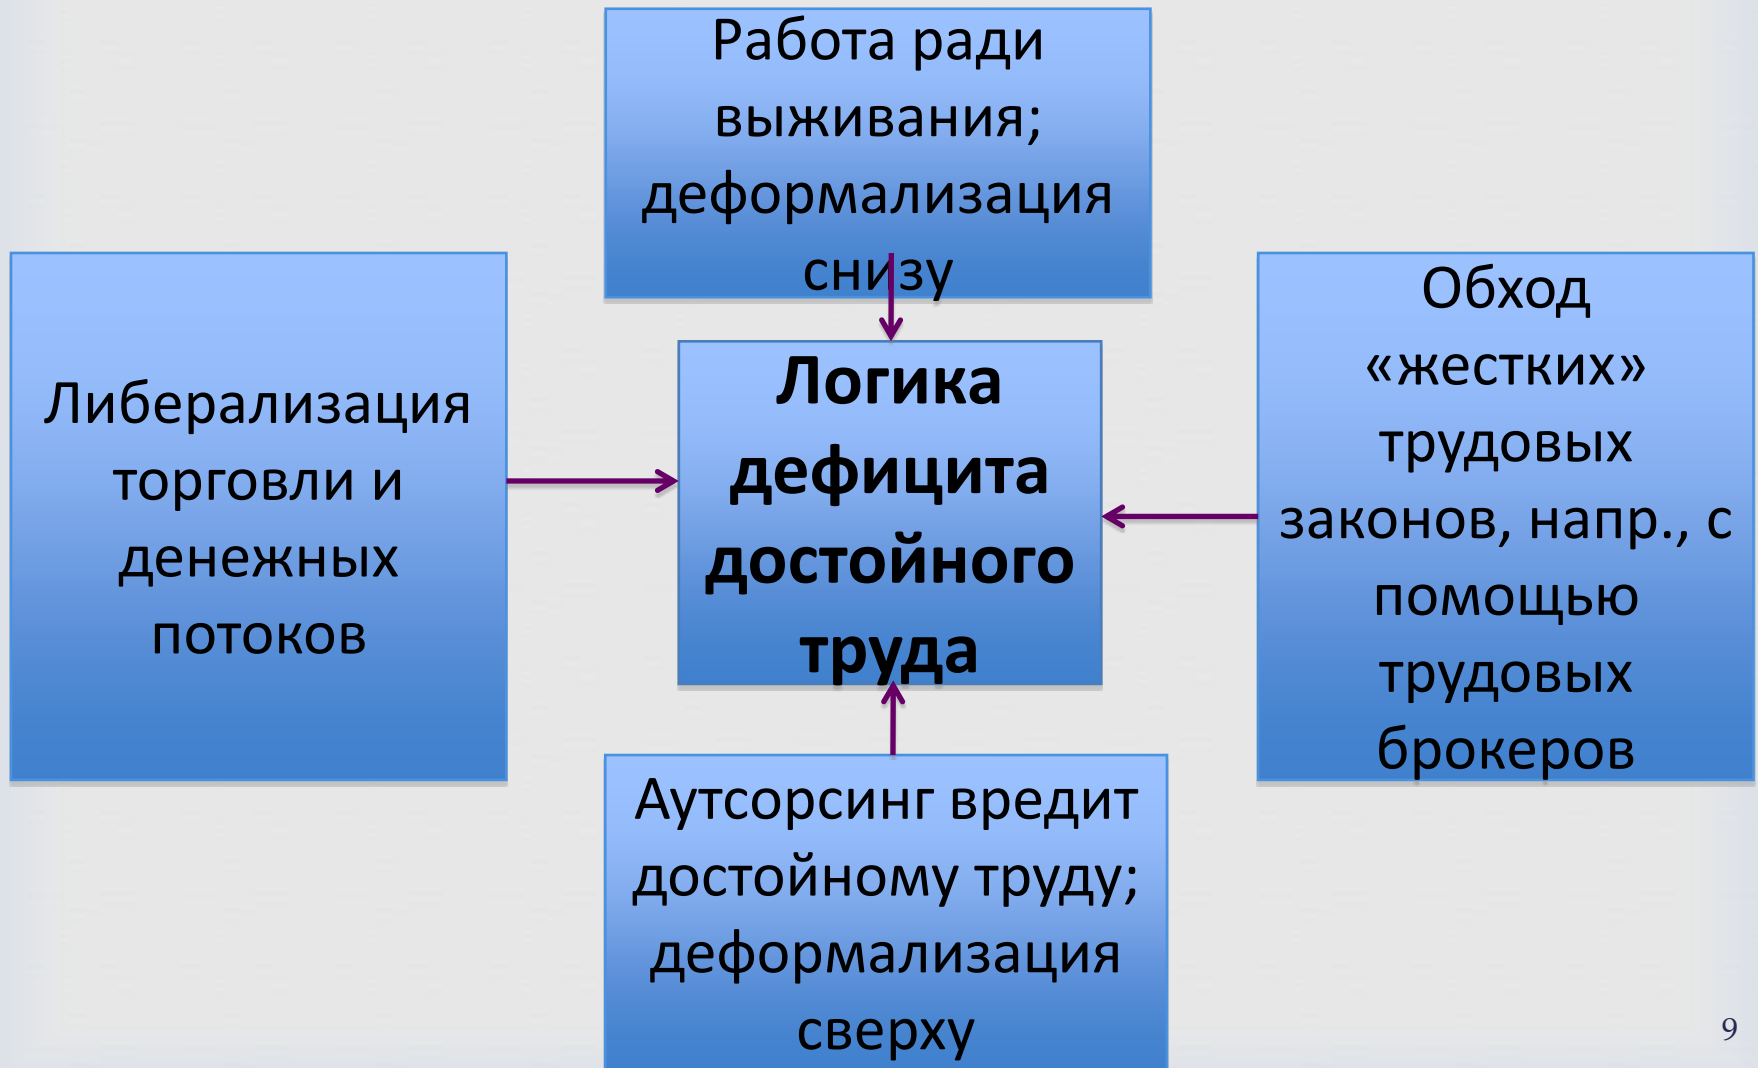 Работа ради
выживания;
деформализация
снизу
Либерализация
торговли и
денежных
потоков
Логика
дефицита
достойного
труда
Обход
«жестких»
трудовых
законов, напр., с
помощью
трудовых
брокеров
Аутсорсинг вредит
достойному труду;
деформализация
сверху
9